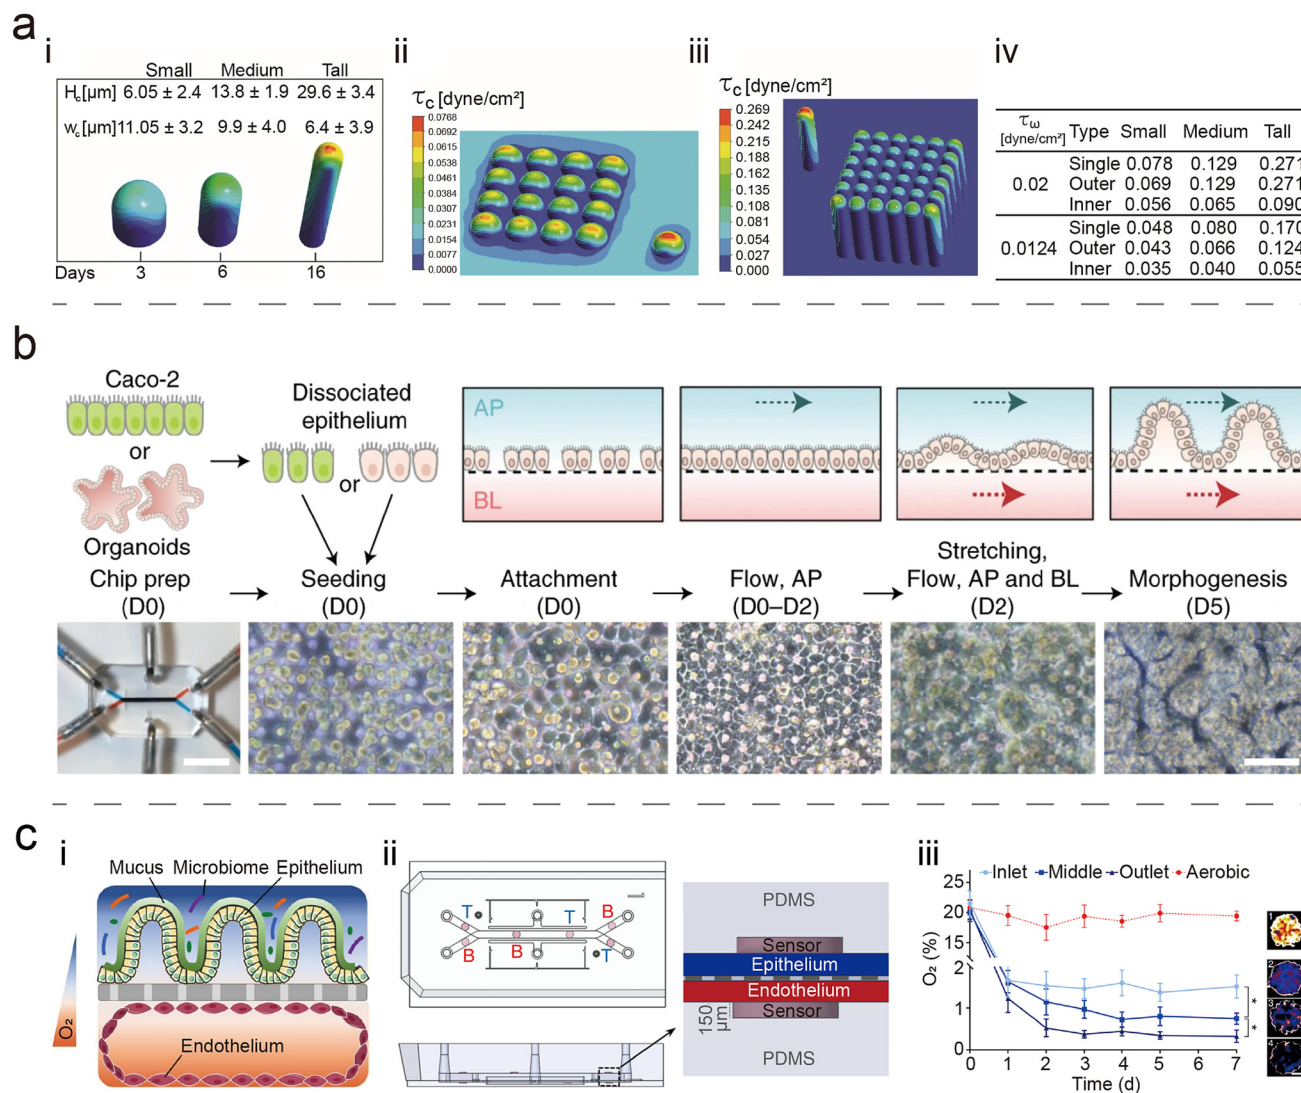 a
i
Small Medium Tall
H꜀[µm] 6.05 ± 2.4 13.8 ± 1.9 29.6 ± 3.4
w꜀[µm] 11.05 ± 3.2 9.9 ± 4.0 6.4 ± 3.9
Days 3 6 16
ii
τc [dyne/cm²]
0.0768
0.0692
0.0615
0.0538
0.0461
0.0384
0.0307
0.0230
0.0154
0.0077
0.0000
iii
τc [dyne/cm²]
0.269
0.242
0.215
0.188
0.162
0.135
0.108
0.081
0.054
0.027
0.000
iv
τω [dyne/cm²] Type Small Medium Tall
Single 0.078 0.129 0.271
0.02 Outer 0.069 0.129 0.271
Inner 0.056 0.065 0.090
Single 0.048 0.080 0.170
0.0124 Outer 0.043 0.066 0.124
Inner 0.035 0.040 0.055
b
Caco-2
or
Organoids
Dissociated
epithelium
or
AP
BL
Chip prep
(D0)
Seeding
(D0)
Attachment
(D0)
Flow, AP
(D0–D2)
Stretching,
Flow, AP and BL
(D2)
Morphogenesis
(D5)
c
i
Mucus Microbiome Epithelium
O₂
Endothelium
ii
T B
B B T
PDMS
Sensor
Epithelium
Endothelium
Sensor
150
µm
PDMS
iii
Inlet Middle Outlet Aerobic
O₂ (%)
25
20
15
2
1
0
0 1 2 3 4 5 6 7
Time (d)
*
*
1
2
3
4